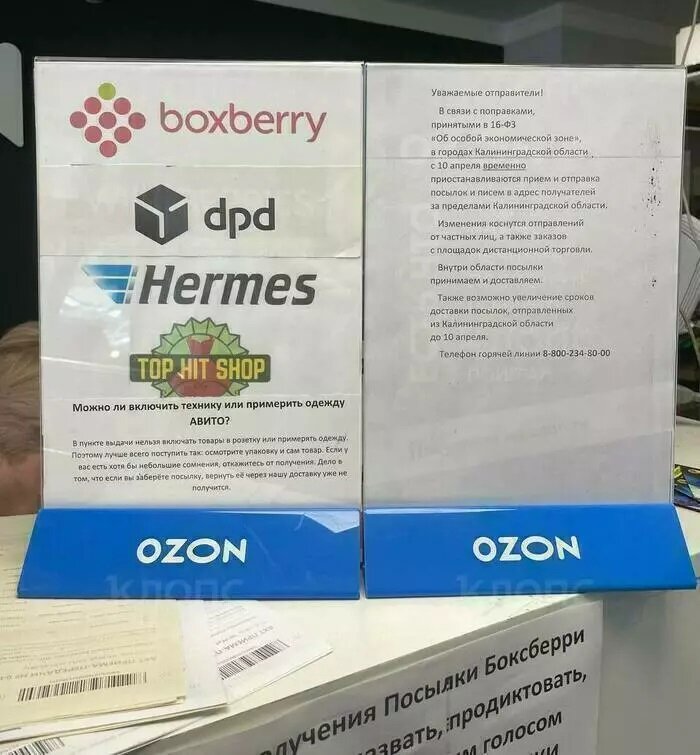 boxberry
dpd
Hermes
TOP HIT SHOP
Можно ли включить технику или примерить одежду
АВИТО?
В пункте выдачи нельзя включать товары в розетку или примерять одежду.
Поэтому лучше всего поступить так: осмотрите упаковку и сам товар. Если у
вас есть хотя бы небольшие сомнения, откажитесь от получения. Дело в
том, что если вы заберёте посылку, вернуть её через нашу доставку уже не
получится.
OZON
Уважаемые отправители!
В связи с поправками,
принятыми в 16-ФЗ
«Об особой экономической зоне»,
в городах Калининградской области
с 10 апреля временно
приостанавливаются прием и отправка
посылок и писем в адрес получателей
за пределами Калининградской области.
Изменения коснутся отправлений
от частных лиц, а также заказов
с площадок дистанционной торговли.
Внутри области посылки
принимаем и доставляем.
Также возможно увеличение сроков
доставки посылок, отправленных
из Калининградской области
до 10 апреля.
Телефон горячей линии 8-800-234-80-00
OZON
Клопс
Клопс
АКТ ПРИЕМА-ПЕРЕДАЧИ
АКТ ПРИЕМА
Посылки Боксберри
продиктовать,
голосом